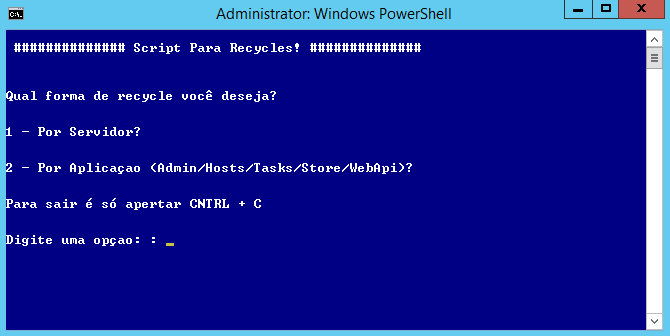 Administrator: Windows PowerShell
############## Script Para Recycles! ##############
Qual forma de recycle você deseja?
1 - Por Servidor?
2 - Por Aplicaçao (Admin/Hosts/Tasks/Store/WebApi)?
Para sair é só apertar CNTRL + C
Digite uma opçao: : _